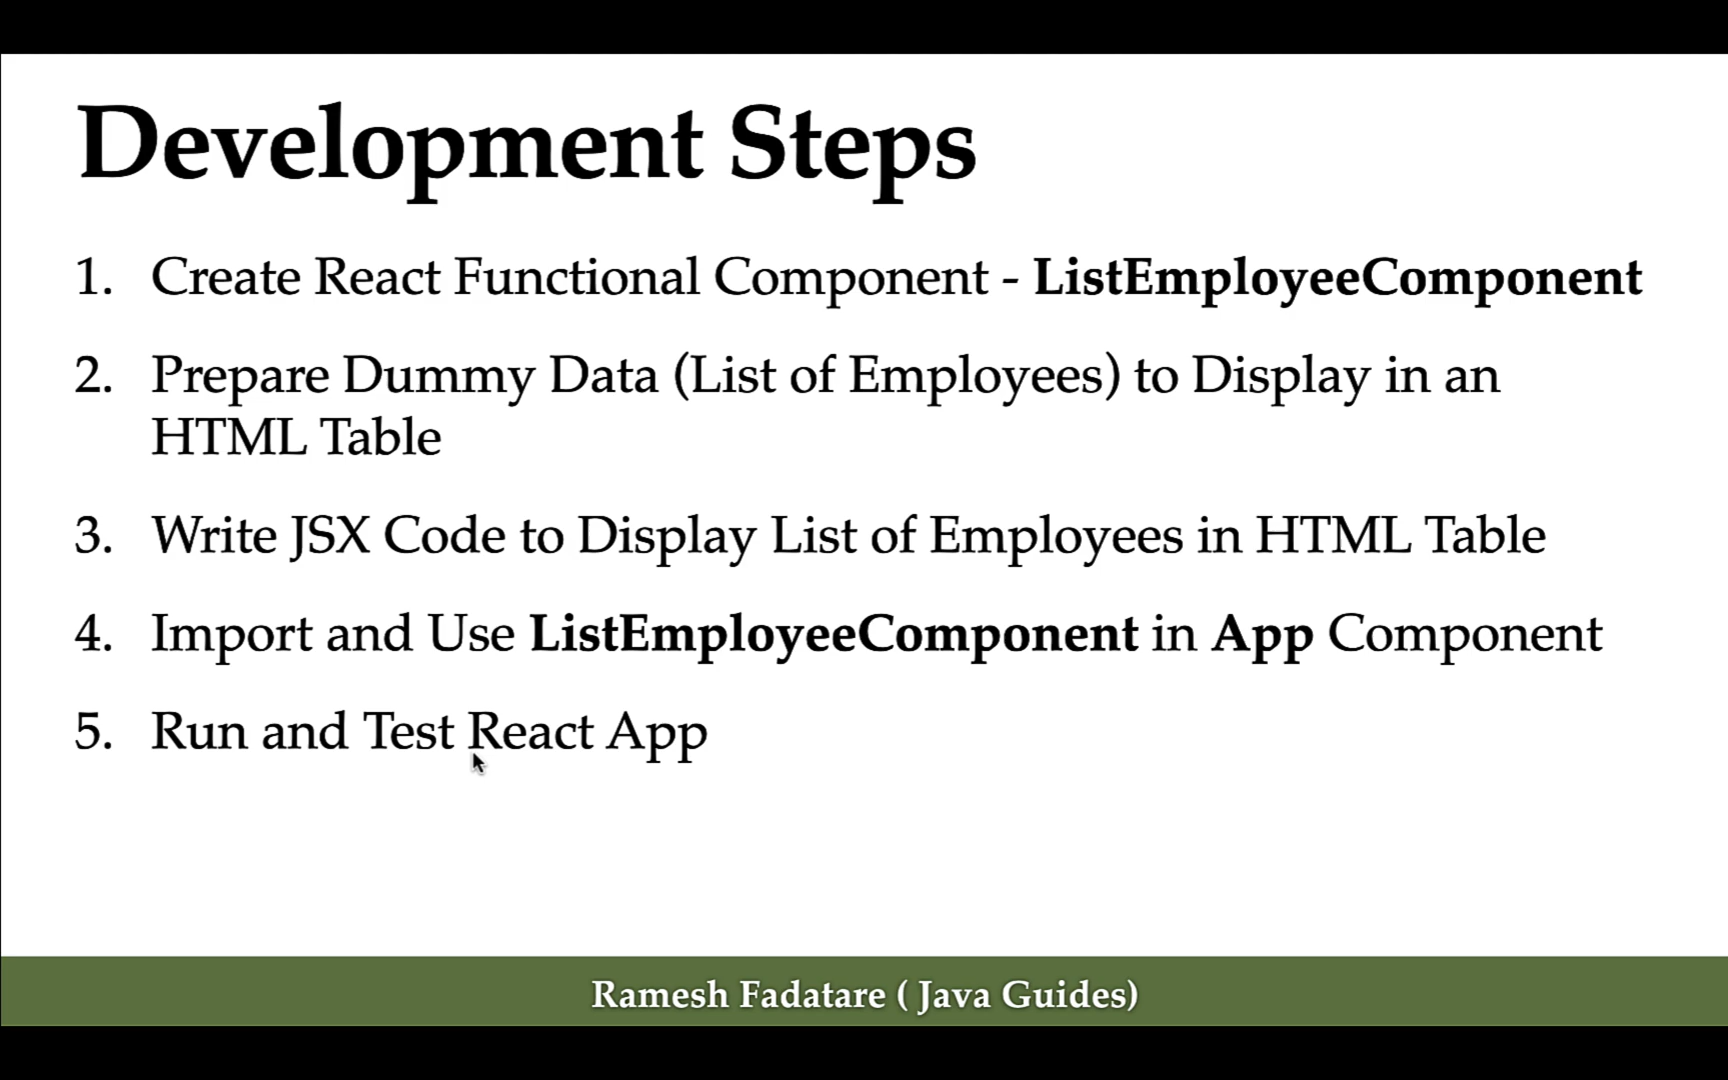 Development Steps
1. Create React Functional Component - ListEmployeeComponent
2. Prepare Dummy Data (List of Employees) to Display in an
HTML Table
3. Write JSX Code to Display List of Employees in HTML Table
4. Import and Use ListEmployeeComponent in App Component
5. Run and Test React App
Ramesh Fadatare ( Java Guides)